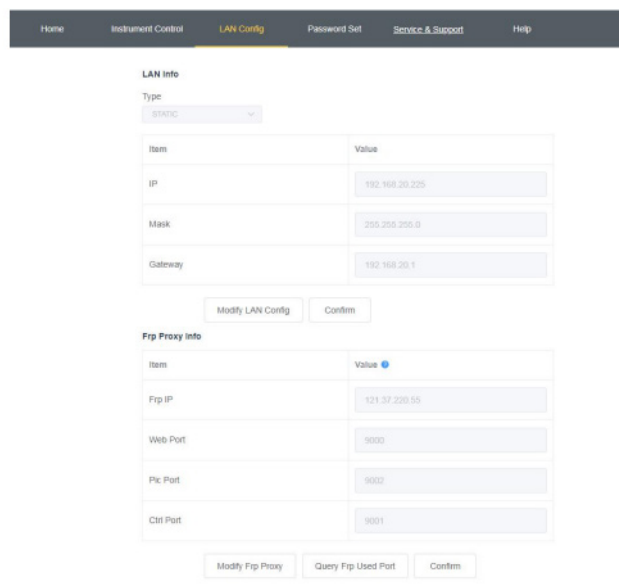 Home Instrument Control LAN Config Password Set Service & Support Help
LAN Info
Type
STATIC
Item Value
IP 192.168.20.225
Mask 255.255.255.0
Gateway 192.168.20.1
Modify LAN Config Confirm
Frp Proxy Info
Item Value
Frp IP 121.37.220.55
Web Port 9000
Pic Port 9002
Ctrl Port 9001
Modify Frp Proxy Query Frp Used Port Confirm